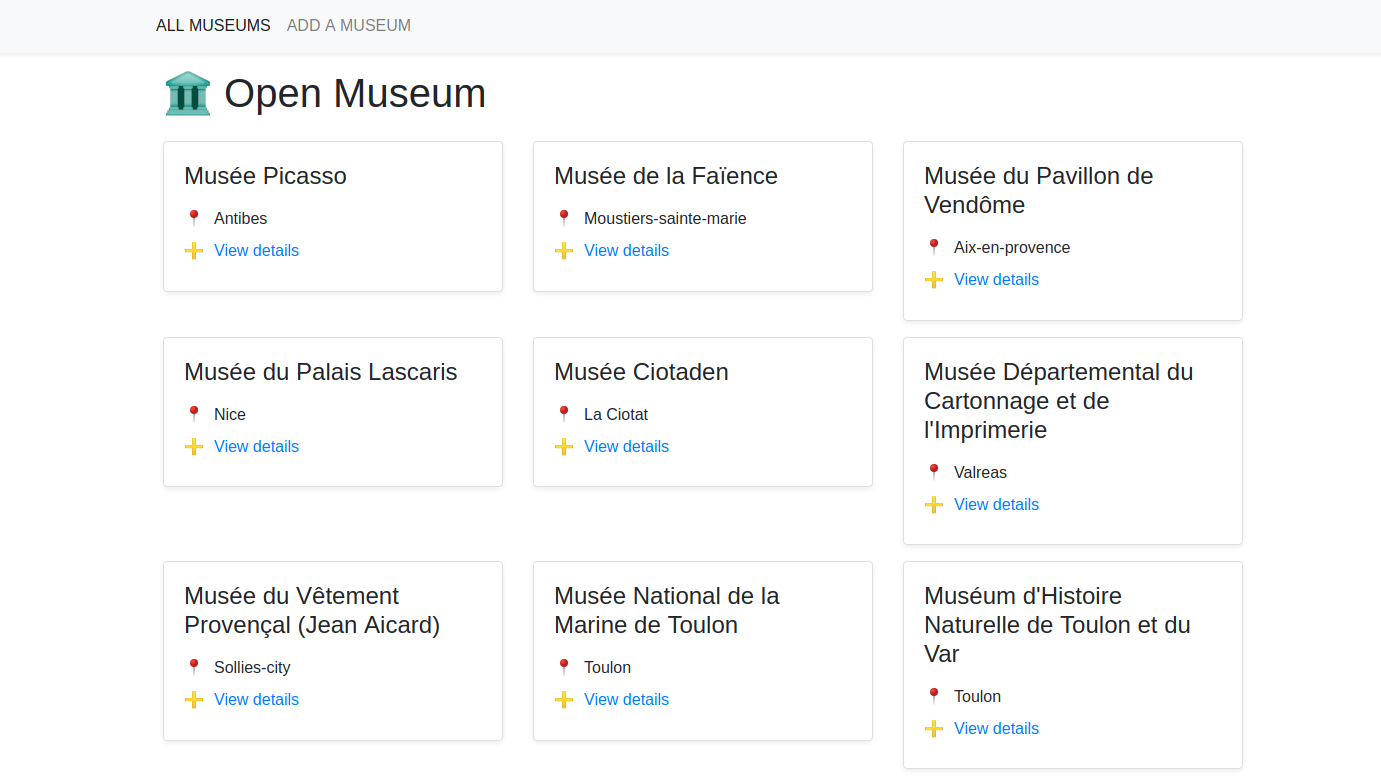 ALL MUSEUMS ADD A MUSEUM
Open Museum
Musée Picasso
Antibes
View details
Musée de la Faïence
Moustiers-sainte-marie
View details
Musée du Pavillon de
Vendôme
Aix-en-provence
View details
Musée du Palais Lascaris
Nice
View details
Musée Ciotaden
La Ciotat
View details
Musée Départemental du
Cartonnage et de
l'Imprimerie
Valreas
View details
Musée du Vêtement
Provençal (Jean Aicard)
Sollies-city
View details
Musée National de la
Marine de Toulon
Toulon
View details
Muséum d'Histoire
Naturelle de Toulon et du
Var
Toulon
View details